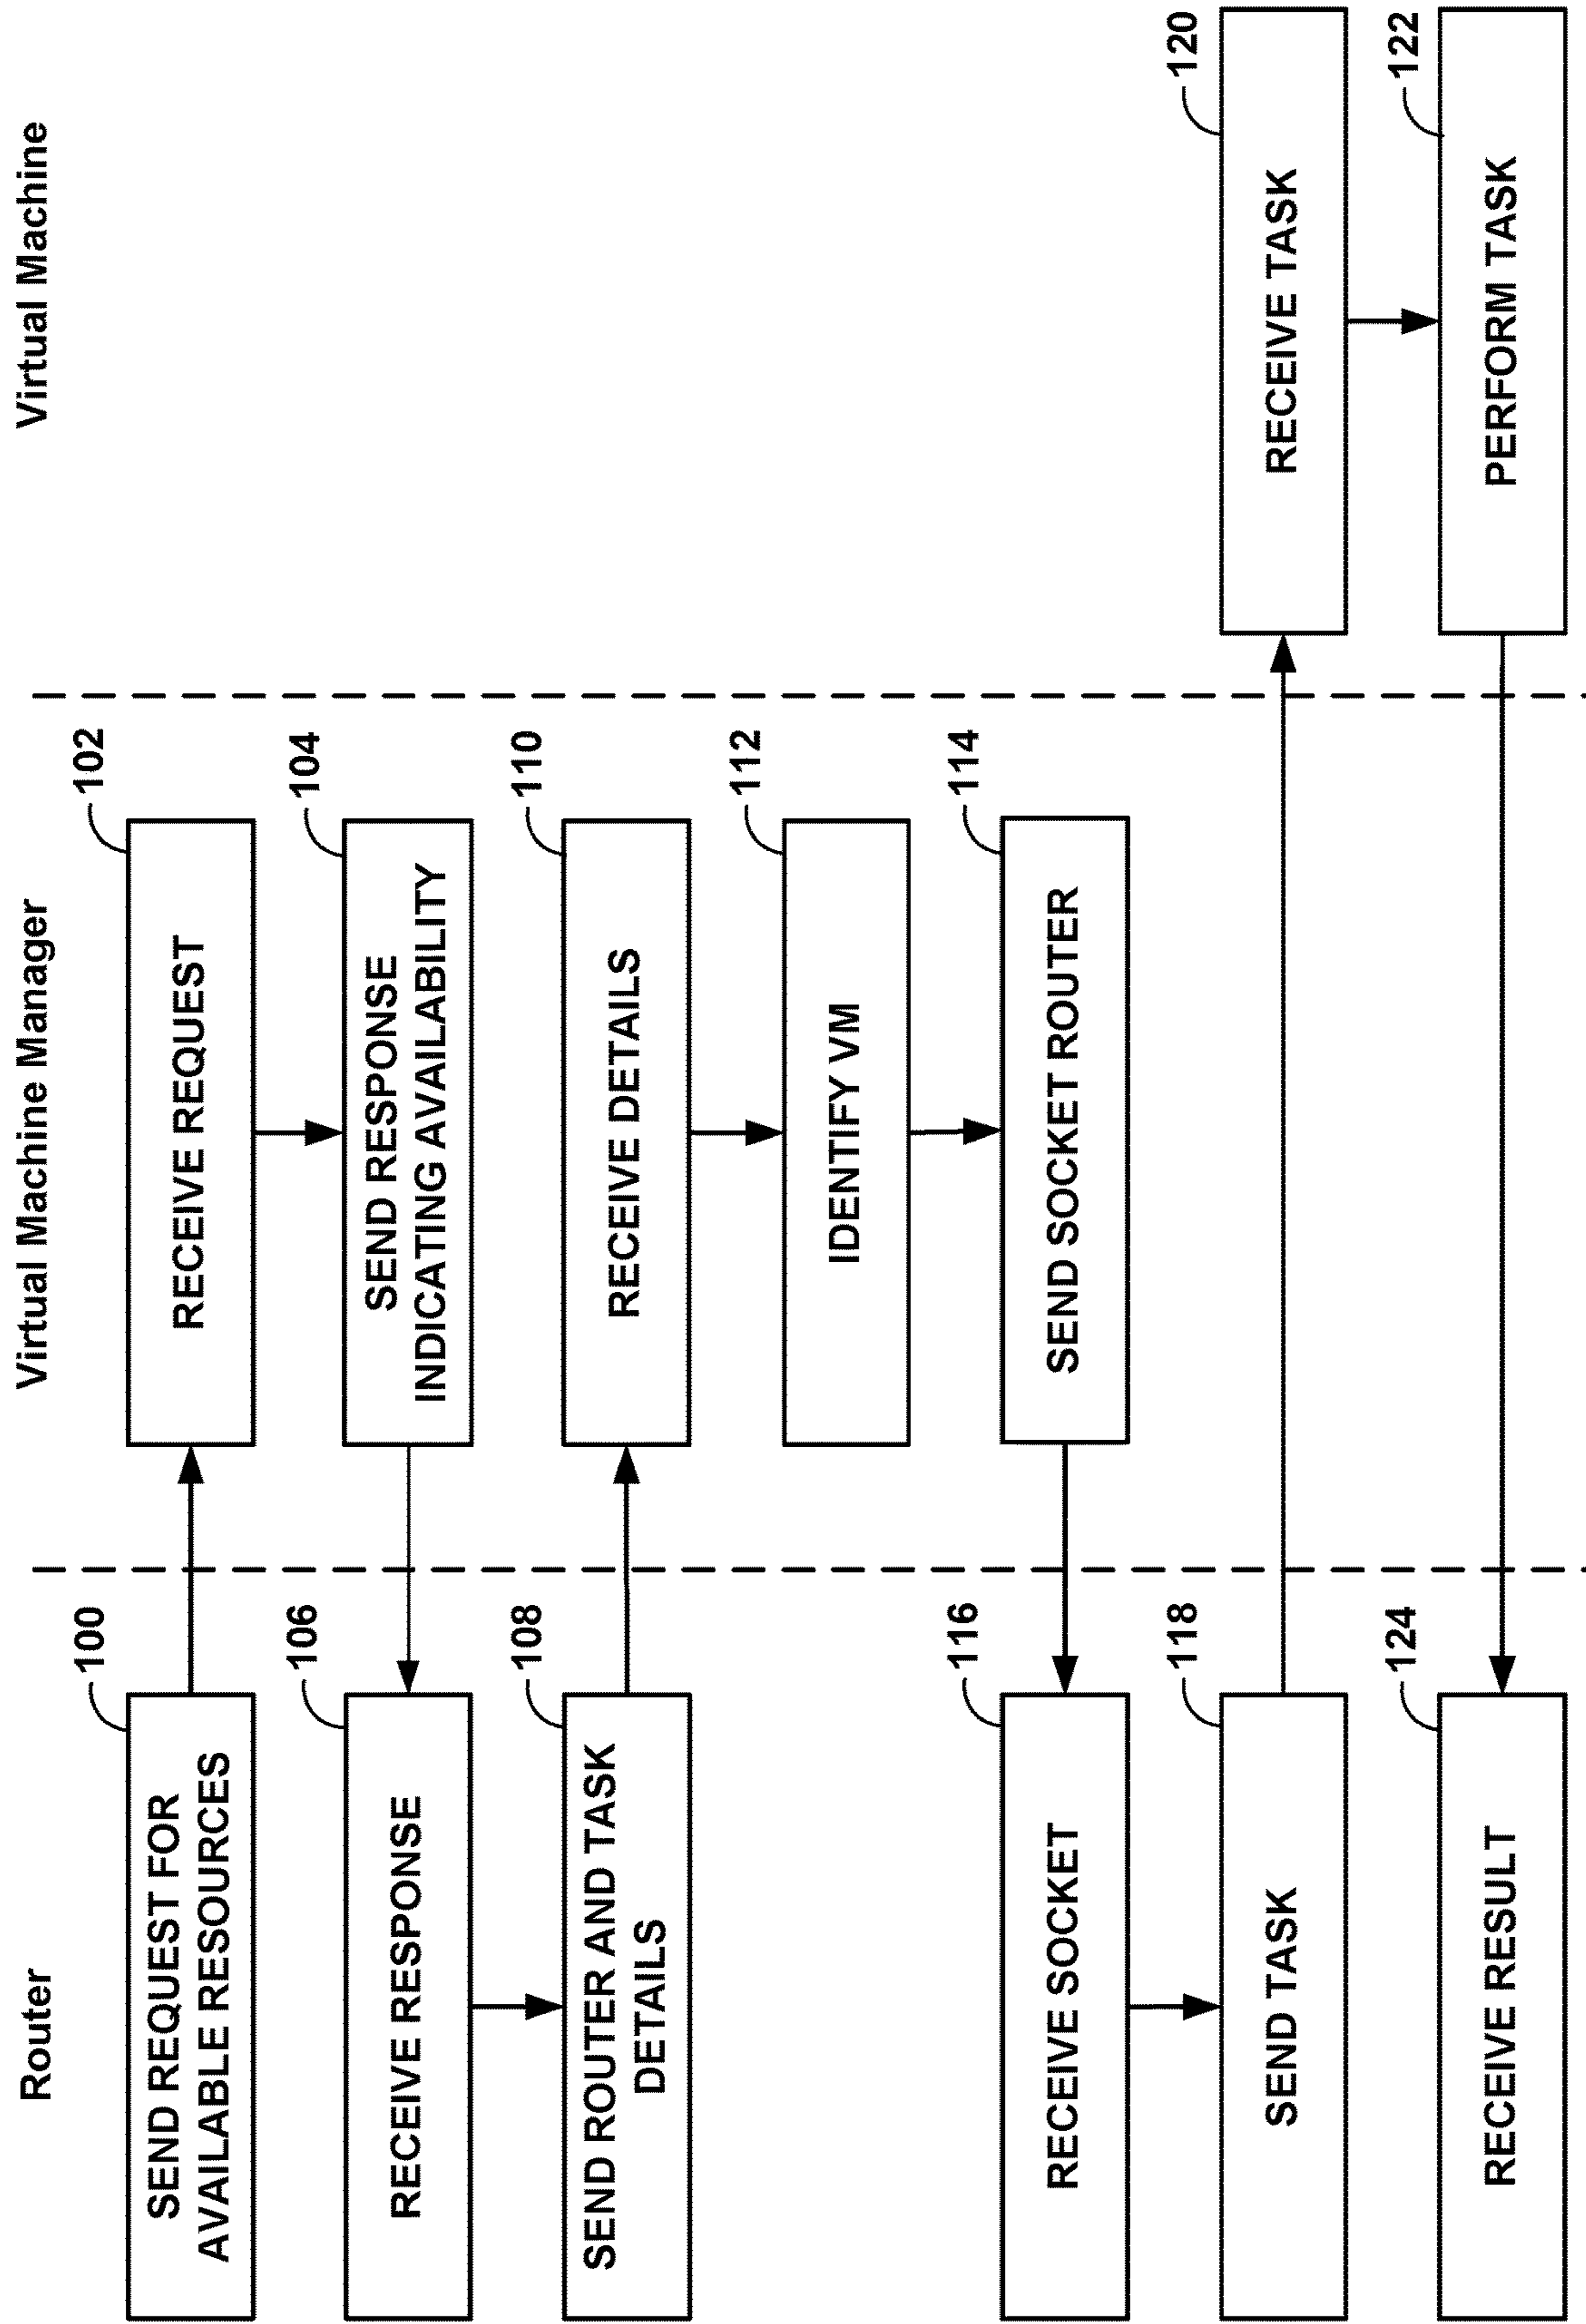 Router
Virtual Machine Manager
Virtual Machine
100
SEND REQUEST FOR
AVAILABLE RESOURCES
102
RECEIVE REQUEST
104
SEND RESPONSE
INDICATING AVAILABILITY
106
RECEIVE RESPONSE
108
SEND ROUTER AND TASK
DETAILS
110
RECEIVE DETAILS
112
IDENTIFY VM
114
SEND SOCKET ROUTER
116
RECEIVE SOCKET
118
SEND TASK
120
RECEIVE TASK
122
PERFORM TASK
124
RECEIVE RESULT